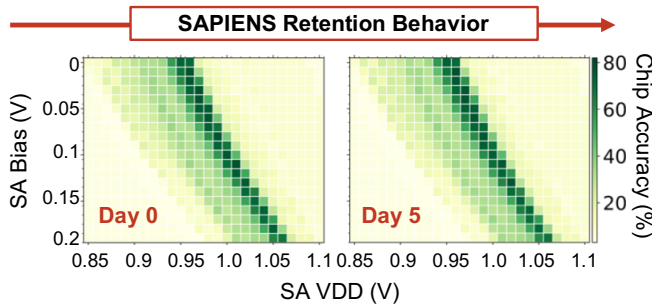 SAPIENS Retention Behavior
SA Bias (V)
0
0.05
0.1
0.15
0.2
Day 0
0.85 0.90 0.95 1.0 1.05 1.1
Day 5
0.85 0.90 0.95 1.0 1.05 1.1
SA VDD (V)
80
60
40
20
Chip Accuracy (%)